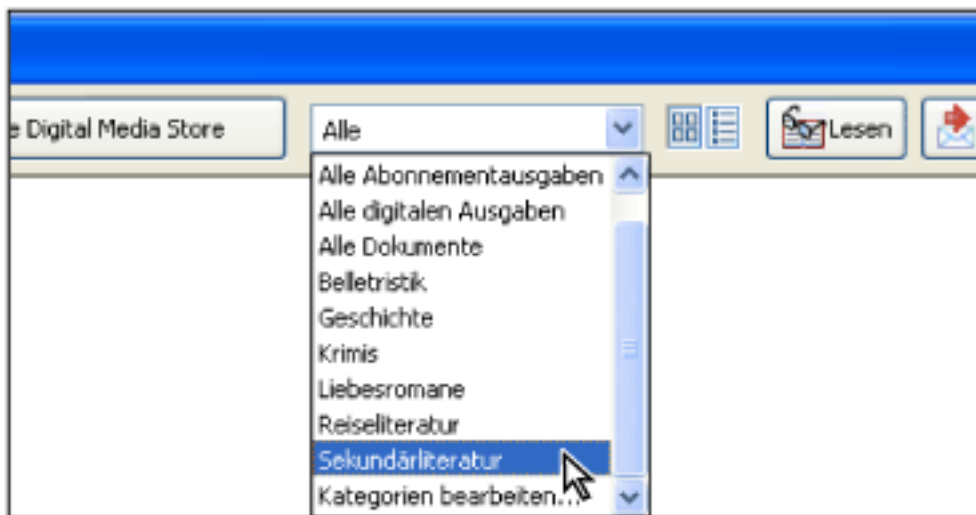 e Digital Media Store
Alle
Lesen
Alle Abonnementausgaben
Alle digitalen Ausgaben
Alle Dokumente
Belletristik
Geschichte
Krimis
Liebesromane
Reiseliteratur
Sekundärliteratur
Kategorien bearbeiten...